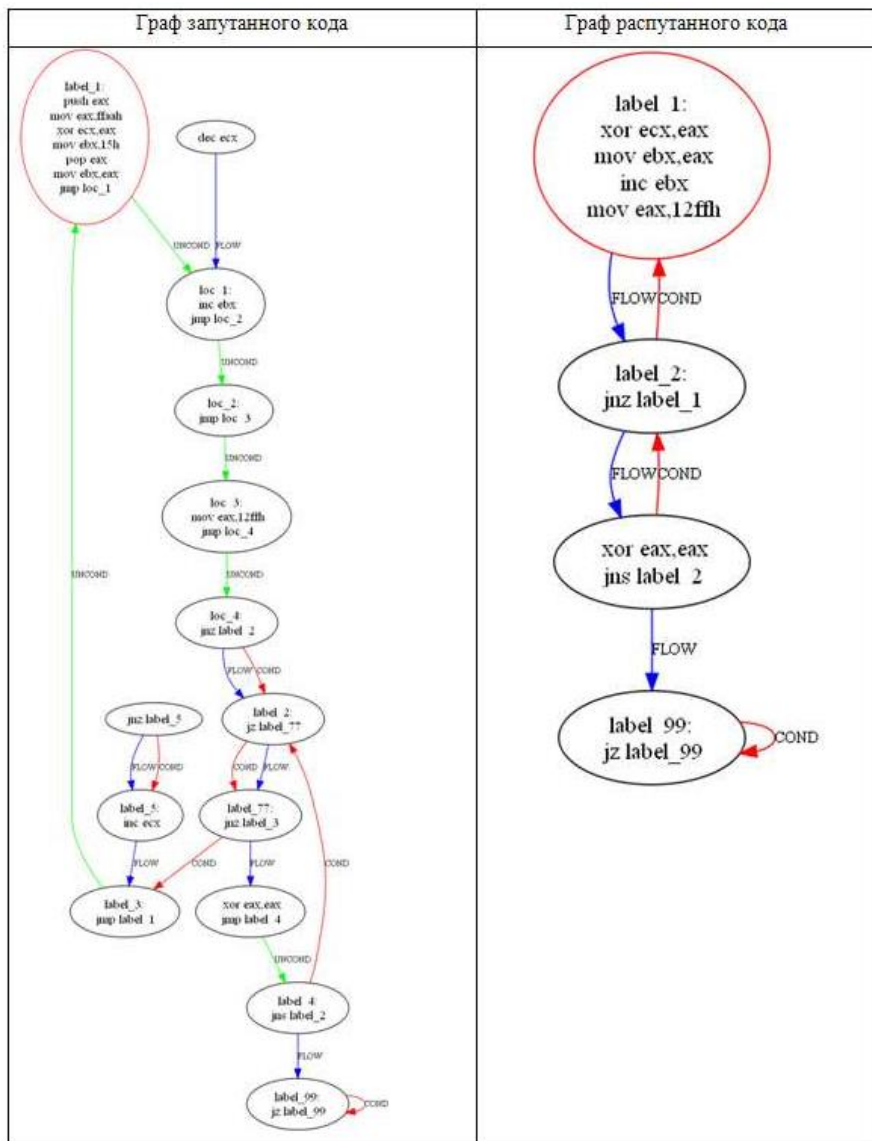 Граф запутанного кода
Граф распутанного кода
label_1:
push eax
mov eax,ffaah
xor ecx,eax
mov ebx,15h
pop eax
mov ebx,eax
jmp loc_1
dec ecx
UNCOND
FLOW
loc_1:
inc ebx
jmp loc_2
UNCOND
loc_2:
jmp loc_3
UNCOND
loc_3:
mov eax,12ffh
jmp loc_4
UNCOND
UNCOND
loc_4:
jnz label_2
FLOW
COND
jnz label_5
label_2:
jz label_77
FLOW
COND
COND
FLOW
label_5:
inc ecx
label_77:
jnz label_3
FLOW
COND
FLOW
COND
label_3:
jmp label_1
xor eax,eax
jmp label_4
UNCOND
label_4:
jns label_2
FLOW
label_99:
jz label_99
COND
label_1:
xor ecx,eax
mov ebx,eax
inc ebx
mov eax,12ffh
FLOW
COND
label_2:
jnz label_1
FLOW
COND
xor eax,eax
jns label_2
FLOW
label_99:
jz label_99
COND